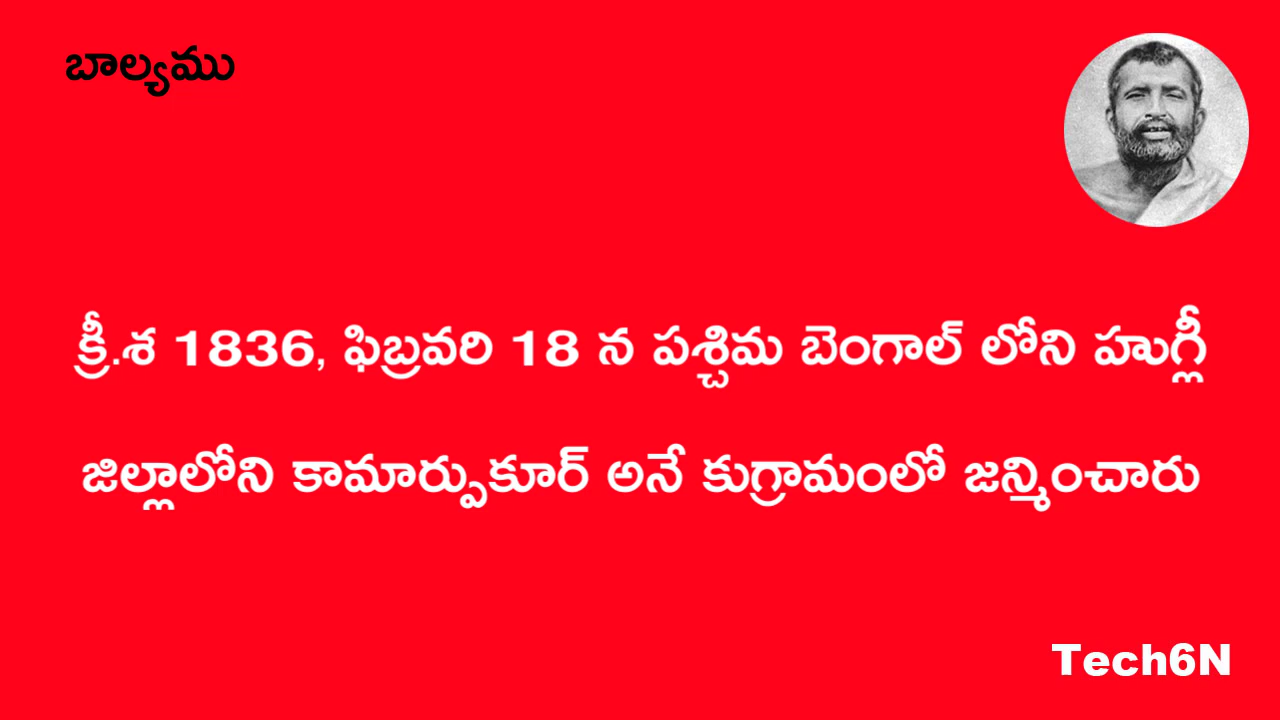 బాల్యము
క్రీ.శ 1836, ఫిబ్రవరి 18 న పశ్చిమ బెంగాల్ లోని హుగ్లీ
జిల్లాలోని కామార్పుకూర్ అనే కుగ్రామంలో జన్మించారు
Tech6N